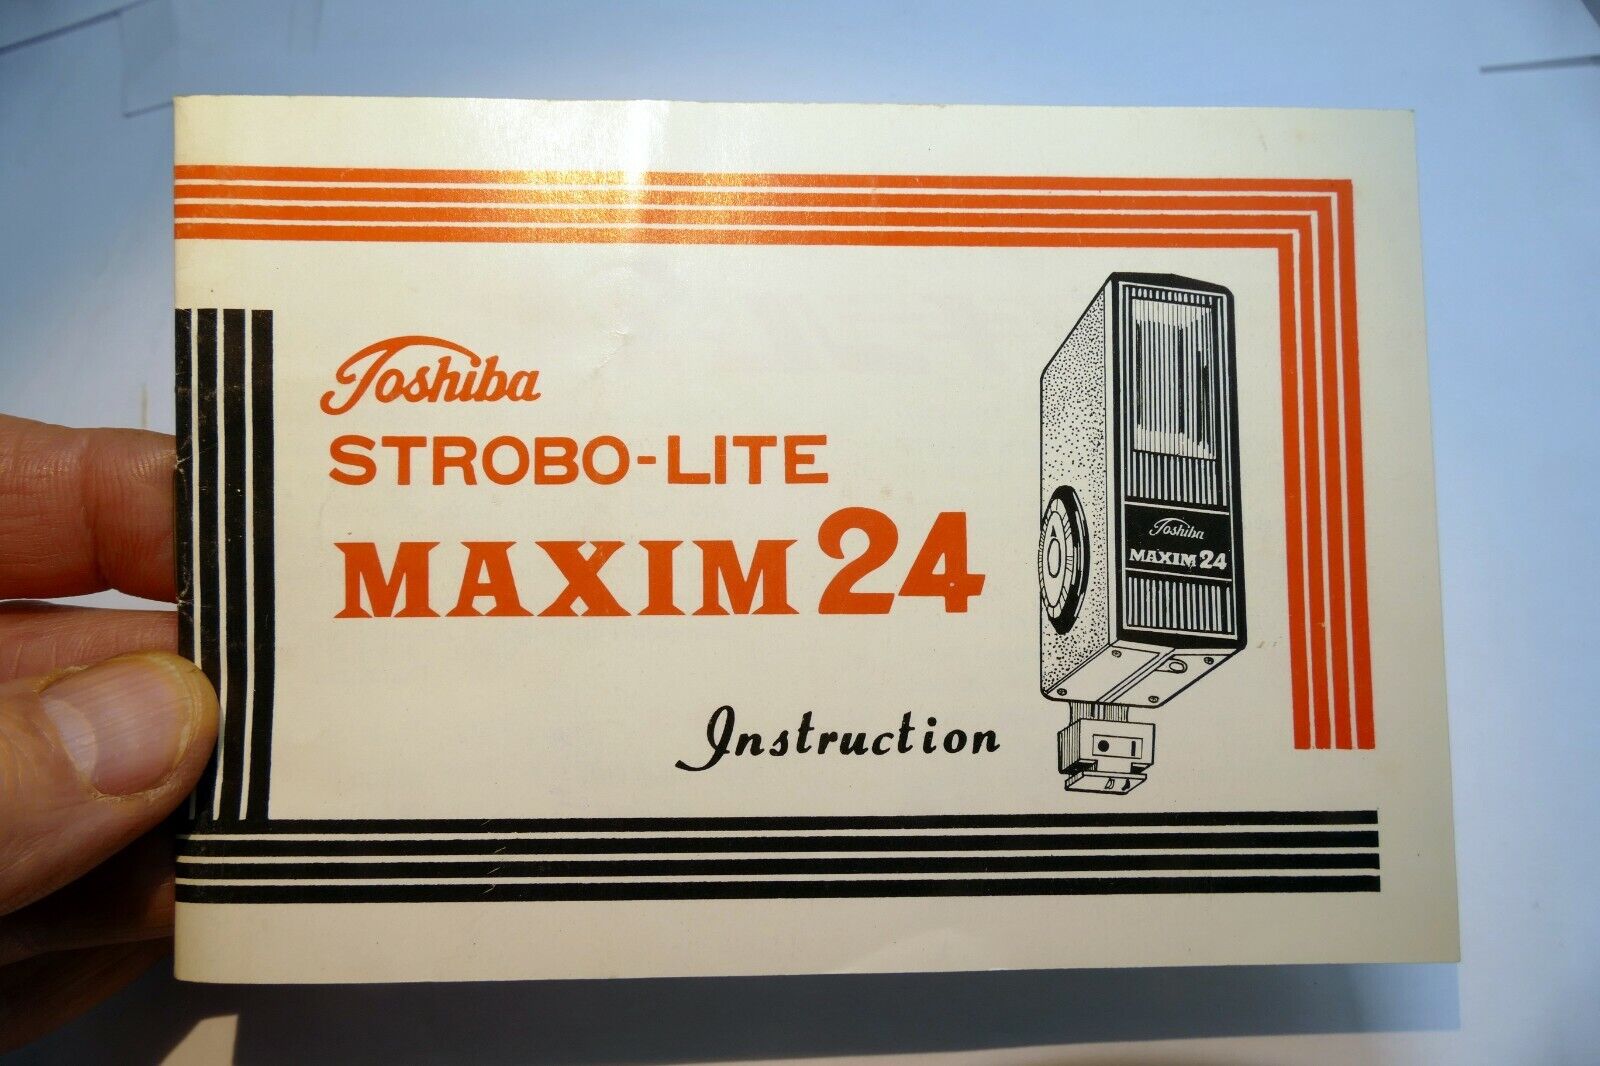 Toshiba
STROBO-LITE
MAXIM 24
Instruction
Toshiba
MAXIM 24